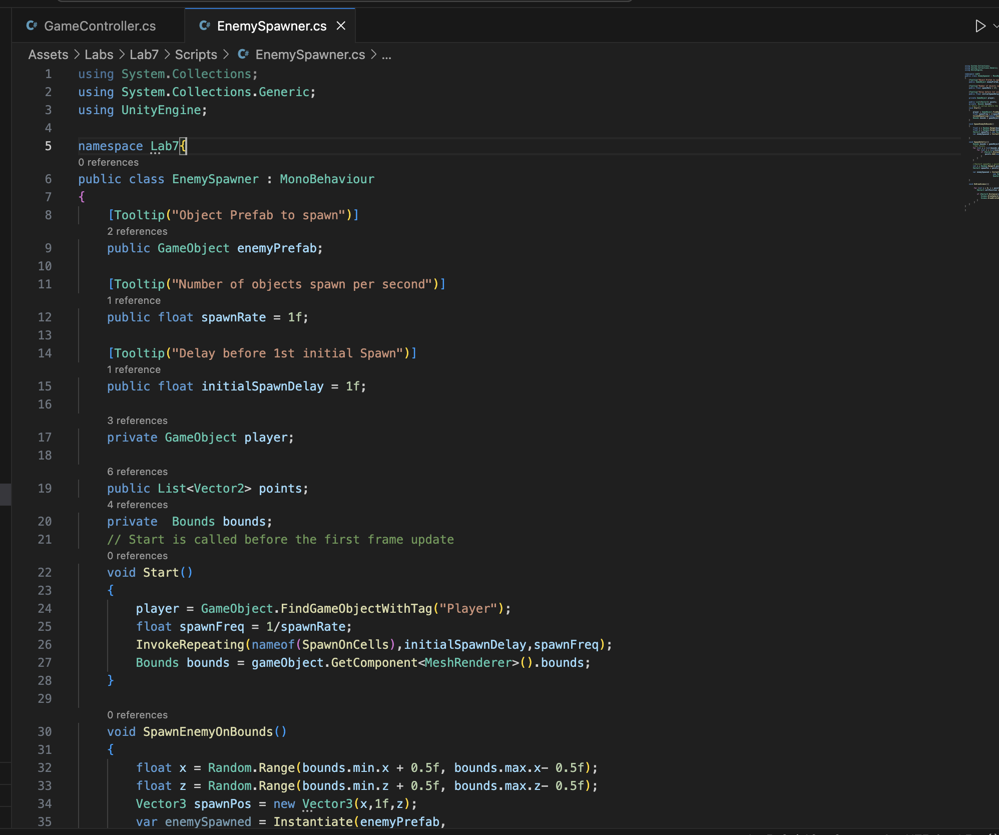 GameController.cs
EnemySpawner.cs
Assets > Labs > Lab7 > Scripts > EnemySpawner.cs > ...
1 using System.Collections;
2 using System.Collections.Generic;
3 using UnityEngine;
4
5 namespace Lab7{
0 references
6 public class EnemySpawner : MonoBehaviour
7 {
8 [Tooltip("Object Prefab to spawn")]
2 references
9 public GameObject enemyPrefab;
10
11 [Tooltip("Number of objects spawn per second")]
1 reference
12 public float spawnRate = 1f;
13
14 [Tooltip("Delay before 1st initial Spawn")]
1 reference
15 public float initialSpawnDelay = 1f;
16
3 references
17 private GameObject player;
18
6 references
19 public List<Vector2> points;
4 references
20 private  Bounds bounds;
21 // Start is called before the first frame update
0 references
22 void Start()
23 {
24 player = GameObject.FindGameObjectWithTag("Player");
25 float spawnFreq = 1/spawnRate;
26 InvokeRepeating(nameof(SpawnOnCells),initialSpawnDelay,spawnFreq);
27 Bounds bounds = gameObject.GetComponent<MeshRenderer>().bounds;
28 }
29
0 references
30 void SpawnEnemyOnBounds()
31 {
32 float x = Random.Range(bounds.min.x + 0.5f, bounds.max.x- 0.5f);
33 float z = Random.Range(bounds.min.z + 0.5f, bounds.max.z- 0.5f);
34 Vector3 spawnPos = new Vector3(x,1f,z);
35 var enemySpawned = Instantiate(enemyPrefab,